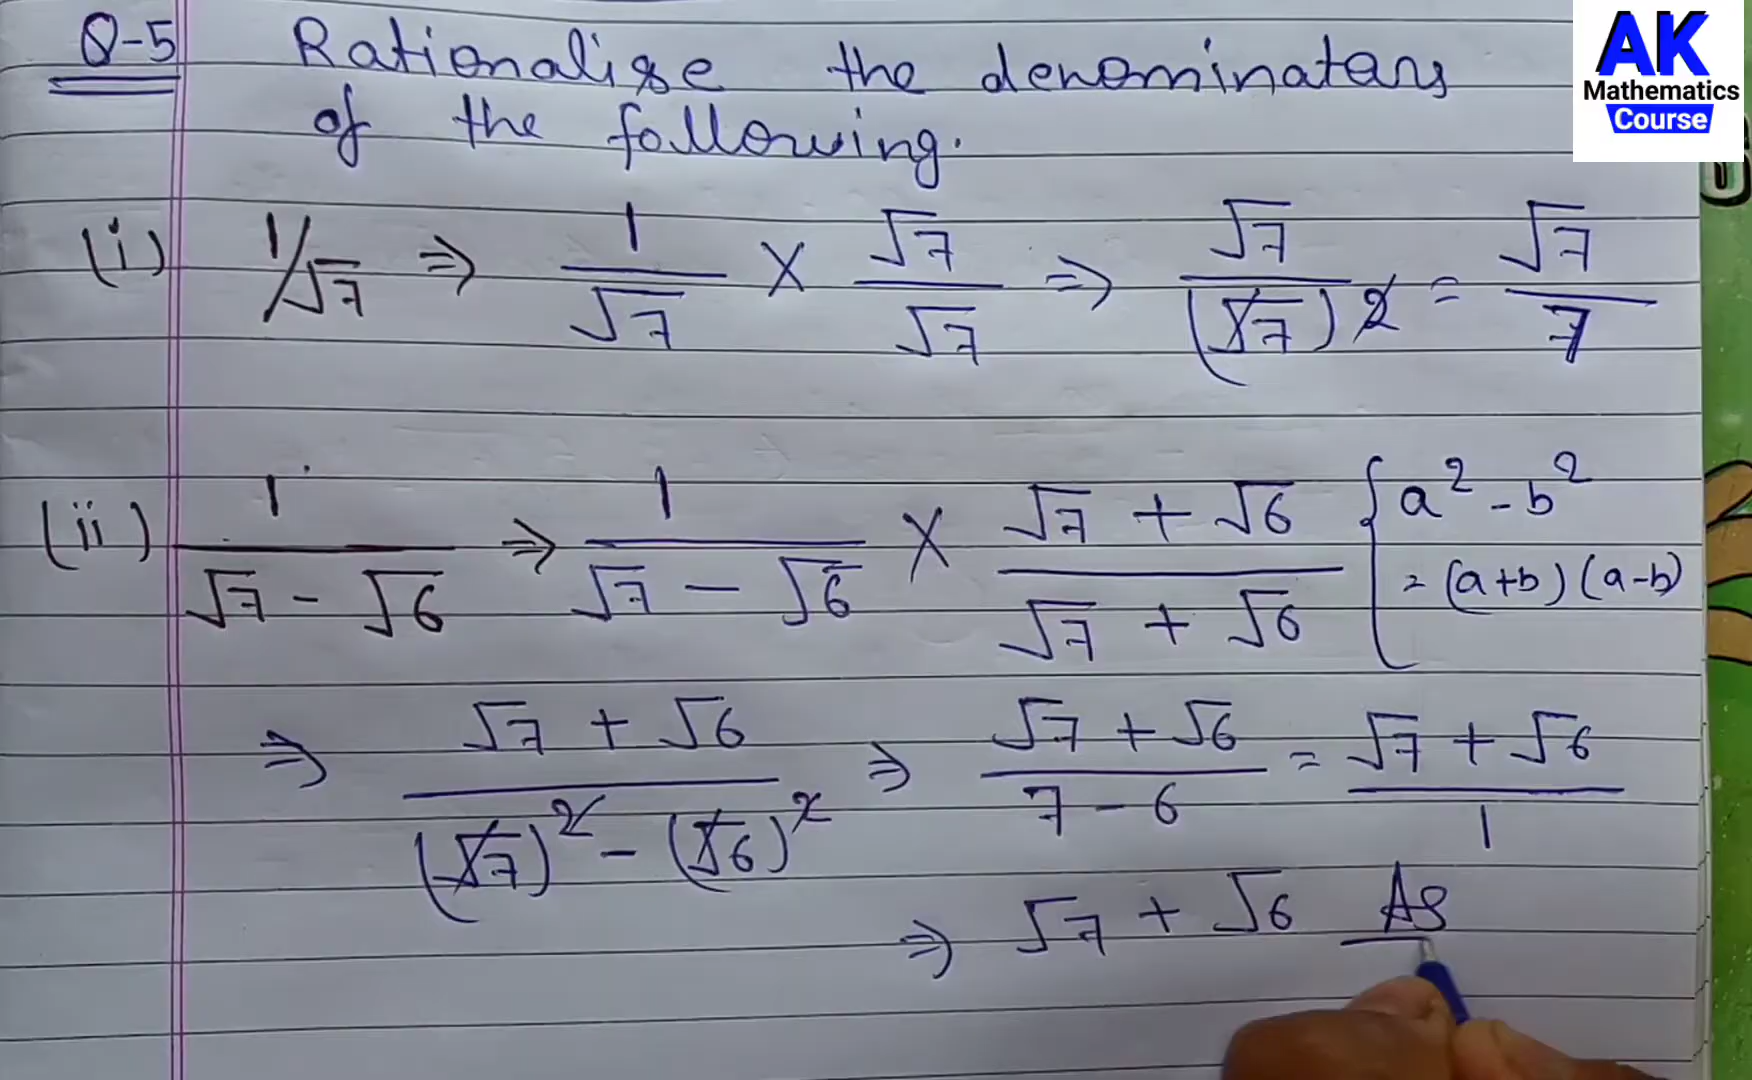 Q-5 Rationalise the denominators
of the following.
AK
Mathematics
Course
(i) 1/√7 ⇒ 1/√7 × √7/√7 ⇒ √7/(√7)2 = √7/7
(ii) 1/(√7 - √6) ⇒ 1/(√7 - √6) × (√7 + √6)/(√7 + √6) { a² - b²
= (a+b) (a-b)
⇒ (√7 + √6)/((√7)² - (√6)²) ⇒ (√7 + √6)/(7 - 6) = (√7 + √6)/1
⇒ √7 + √6 As